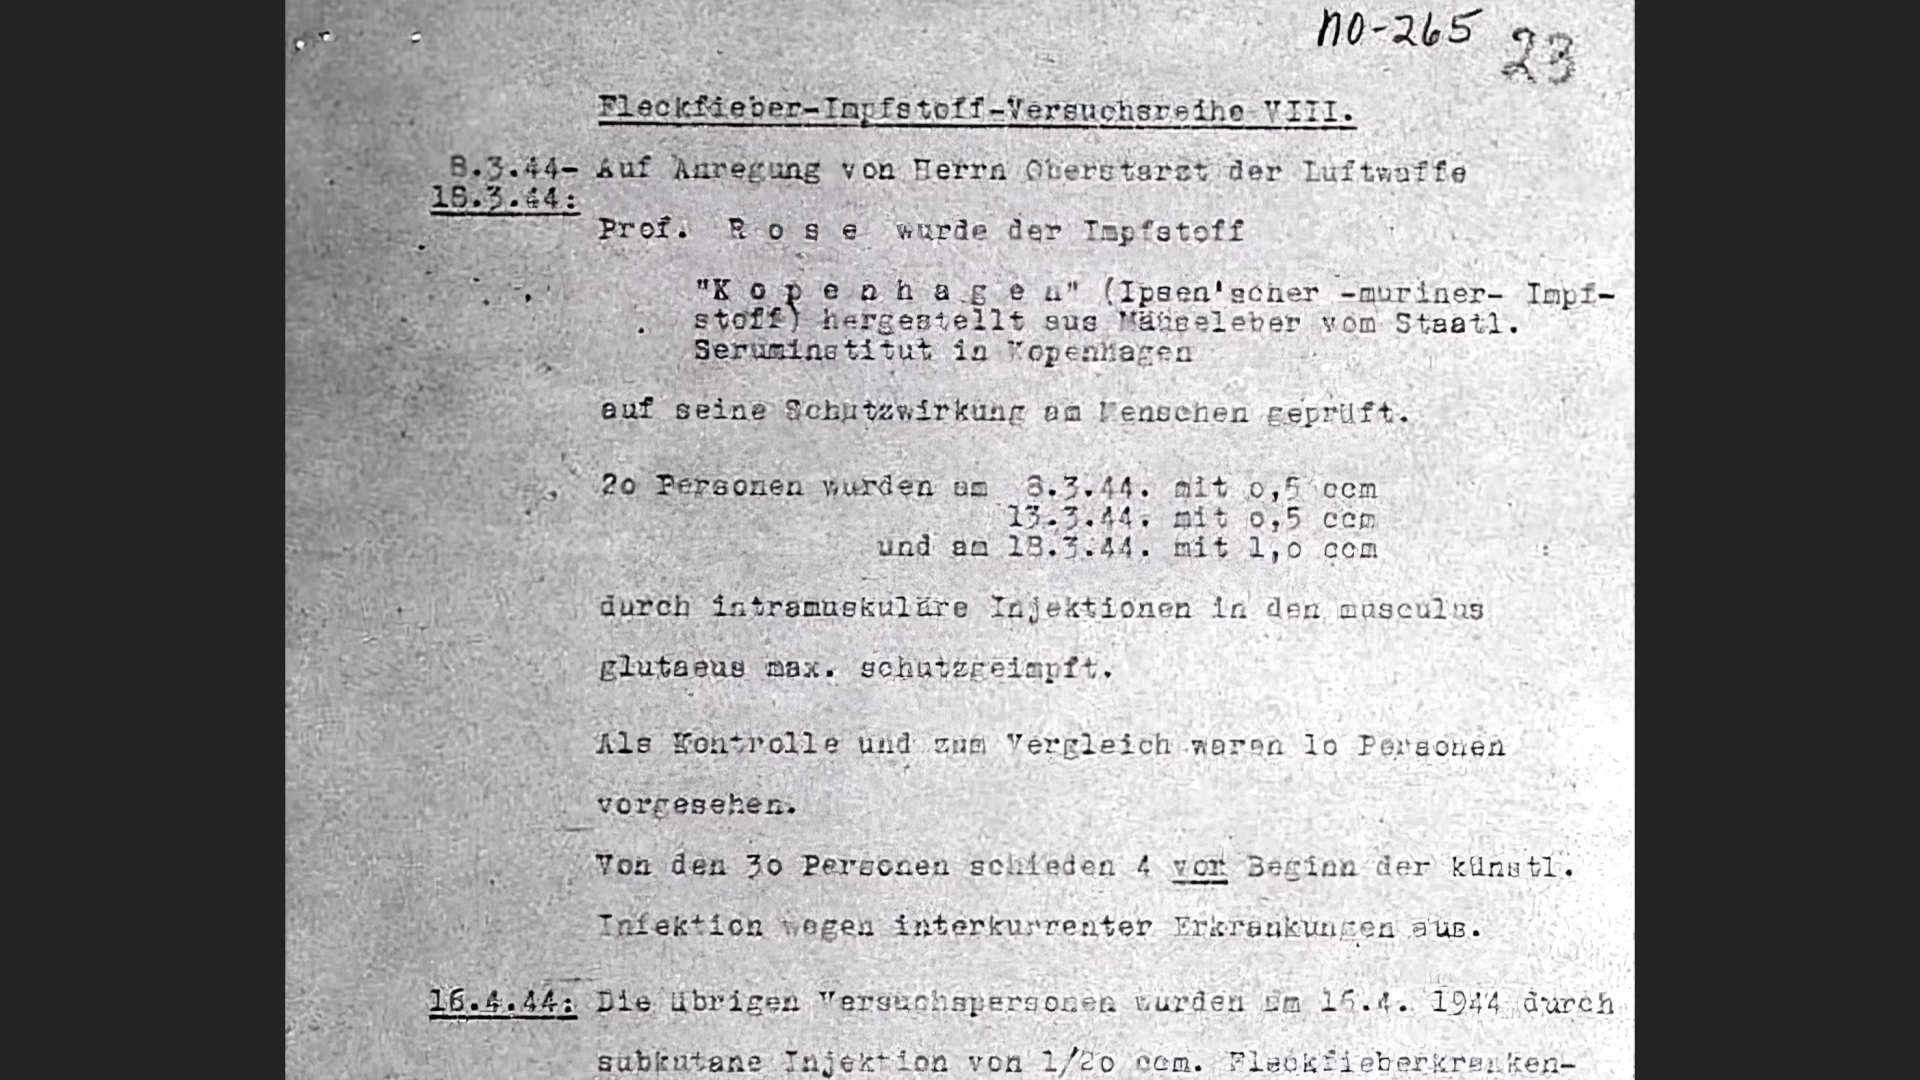 NO-265 23
Fleckfieber-Impfstoff-Versuchsreihe VIII.
8.3.44- Auf Anregung von Herrn Oberstarzt der Luftwaffe
18.3.44:
Prof. R o s e wurde der Impfstoff
"K o p e n h a g e n" (Ipsen'scher -muriner- Impf-
stoff) hergestellt aus Mäuseleber vom Staatl.
Seruminstitut in Kopenhagen
auf seine Schutzwirkung am Menschen geprüft.
2o Personen wurden am 8.3.44. mit o,5 ccm
13.3.44. mit o,5 ccm
und am 18.3.44. mit 1,o ccm
durch intramuskuläre Injektionen in den musculus
glutaeus max. schutzgeimpft.
Als Kontrolle und zum Vergleich waren 1o Personen
vorgesehen.
Von den 3o Personen schieden 4 vor Beginn der künstl.
Infektion wegen interkurrenter Erkrankungen aus.
16.4.44: Die übrigen Versuchspersonen wurden am 16.4. 1944 durch
subkutane Injektion von 1/2o ccm. Fleckfieberkranken-